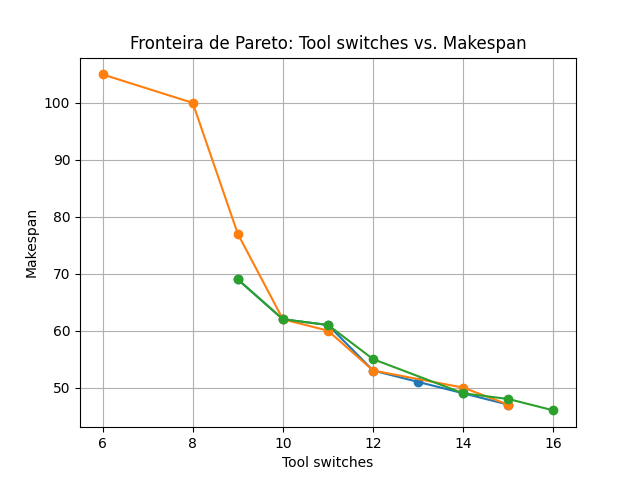 Fronteira de Pareto: Tool switches vs. Makespan
100
90
80
70
60
50
Makespan
6 8 10 12 14 16
Tool switches